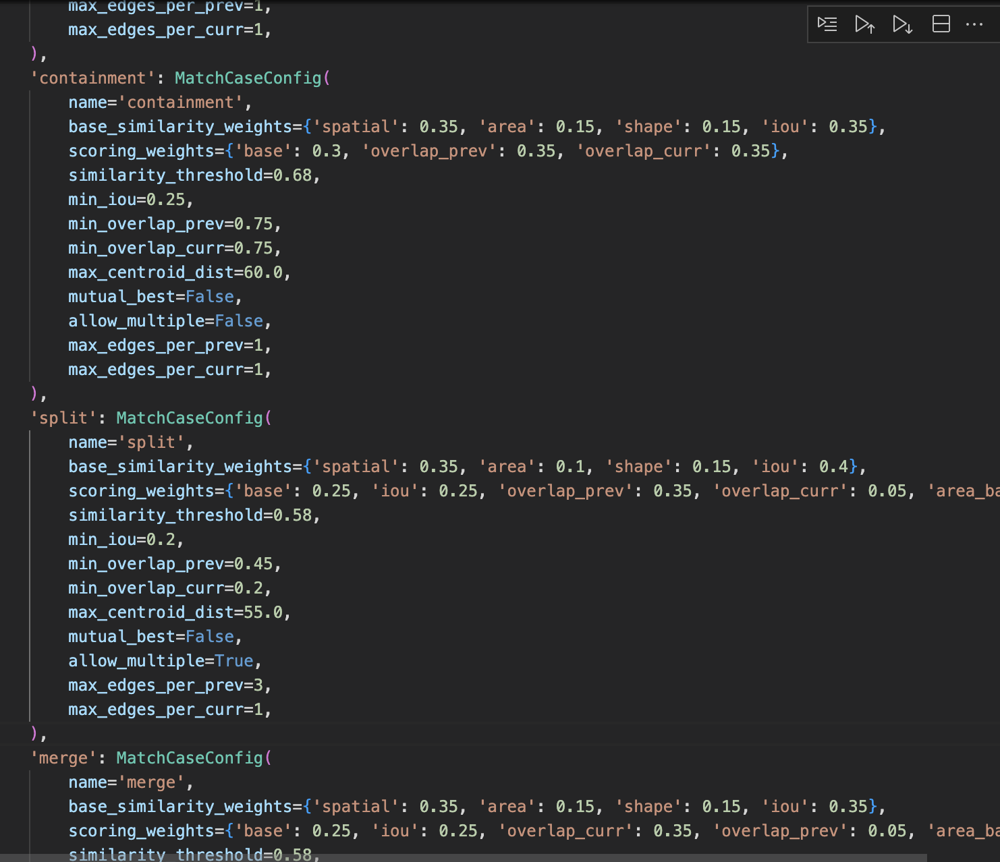 max_edges_per_prev=1,
max_edges_per_curr=1,
),
'containment': MatchCaseConfig(
name='containment',
base_similarity_weights={'spatial': 0.35, 'area': 0.15, 'shape': 0.15, 'iou': 0.35},
scoring_weights={'base': 0.3, 'overlap_prev': 0.35, 'overlap_curr': 0.35},
similarity_threshold=0.68,
min_iou=0.25,
min_overlap_prev=0.75,
min_overlap_curr=0.75,
max_centroid_dist=60.0,
mutual_best=False,
allow_multiple=False,
max_edges_per_prev=1,
max_edges_per_curr=1,
),
'split': MatchCaseConfig(
name='split',
base_similarity_weights={'spatial': 0.35, 'area': 0.1, 'shape': 0.15, 'iou': 0.4},
scoring_weights={'base': 0.25, 'iou': 0.25, 'overlap_prev': 0.35, 'overlap_curr': 0.05, 'area_ba
similarity_threshold=0.58,
min_iou=0.2,
min_overlap_prev=0.45,
min_overlap_curr=0.2,
max_centroid_dist=55.0,
mutual_best=False,
allow_multiple=True,
max_edges_per_prev=3,
max_edges_per_curr=1,
),
'merge': MatchCaseConfig(
name='merge',
base_similarity_weights={'spatial': 0.35, 'area': 0.15, 'shape': 0.15, 'iou': 0.35},
scoring_weights={'base': 0.25, 'iou': 0.25, 'overlap_curr': 0.35, 'overlap_prev': 0.05, 'area_ba
similarity_threshold=0.58,